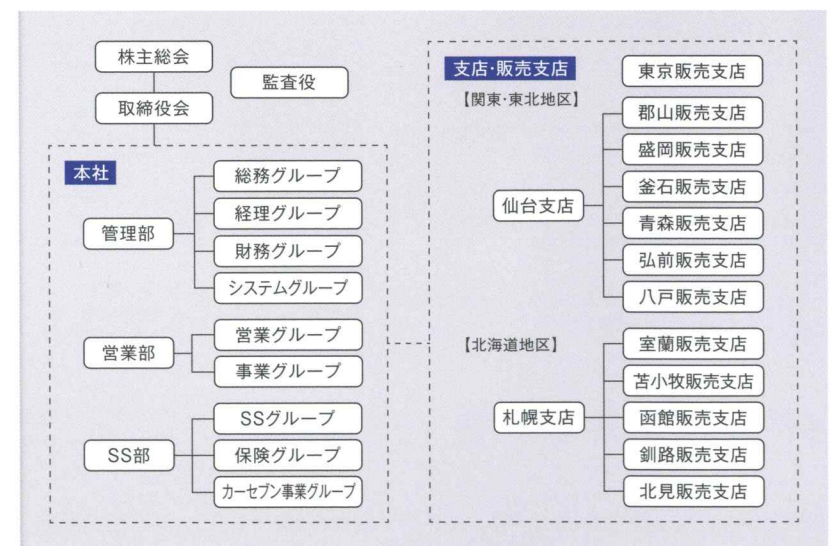 株主総会
監査役
取締役会
本社
管理部
総務グループ
経理グループ
財務グループ
システムグループ
営業部
営業グループ
事業グループ
SS部
SSグループ
保険グループ
カーセブン事業グループ
支店・販売支店
東京販売支店
【関東・東北地区】
仙台支店
郡山販売支店
盛岡販売支店
釜石販売支店
青森販売支店
弘前販売支店
八戸販売支店
【北海道地区】
札幌支店
室蘭販売支店
苫小牧販売支店
函館販売支店
釧路販売支店
北見販売支店